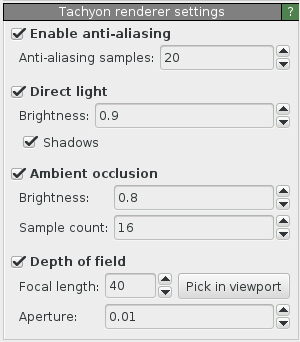 Tachyon renderer settings ?
Enable anti-aliasing
Anti-aliasing samples: 20
Direct light
Brightness: 0.9
Shadows
Ambient occlusion
Brightness: 0.8
Sample count: 16
Depth of field
Focal length: 40 Pick in viewport
Aperture: 0.01